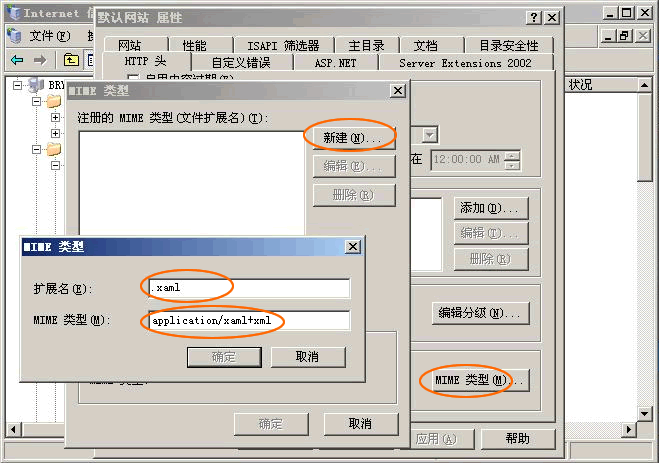 Internet 信
默认网站 属性
文件(F)
网站
性能
ISAPI 筛选器
主目录
文档
目录安全性
HTTP 头
自定义错误
ASP.NET
Server Extensions 2002
状况
MIME 类型
注册的 MIME 类型(文件扩展名)(T):
新建(N)...
编辑(E)...
删除(R)
在
12:00:00 AM
添加(D)...
编辑(T)...
删除(R)
MIME 类型
扩展名(E):
.xaml
MIME 类型(M):
application/xaml+xml
确定
取消
编辑分级(N)...
MIME 类型(M)...
确定
取消
应用(A)
帮助